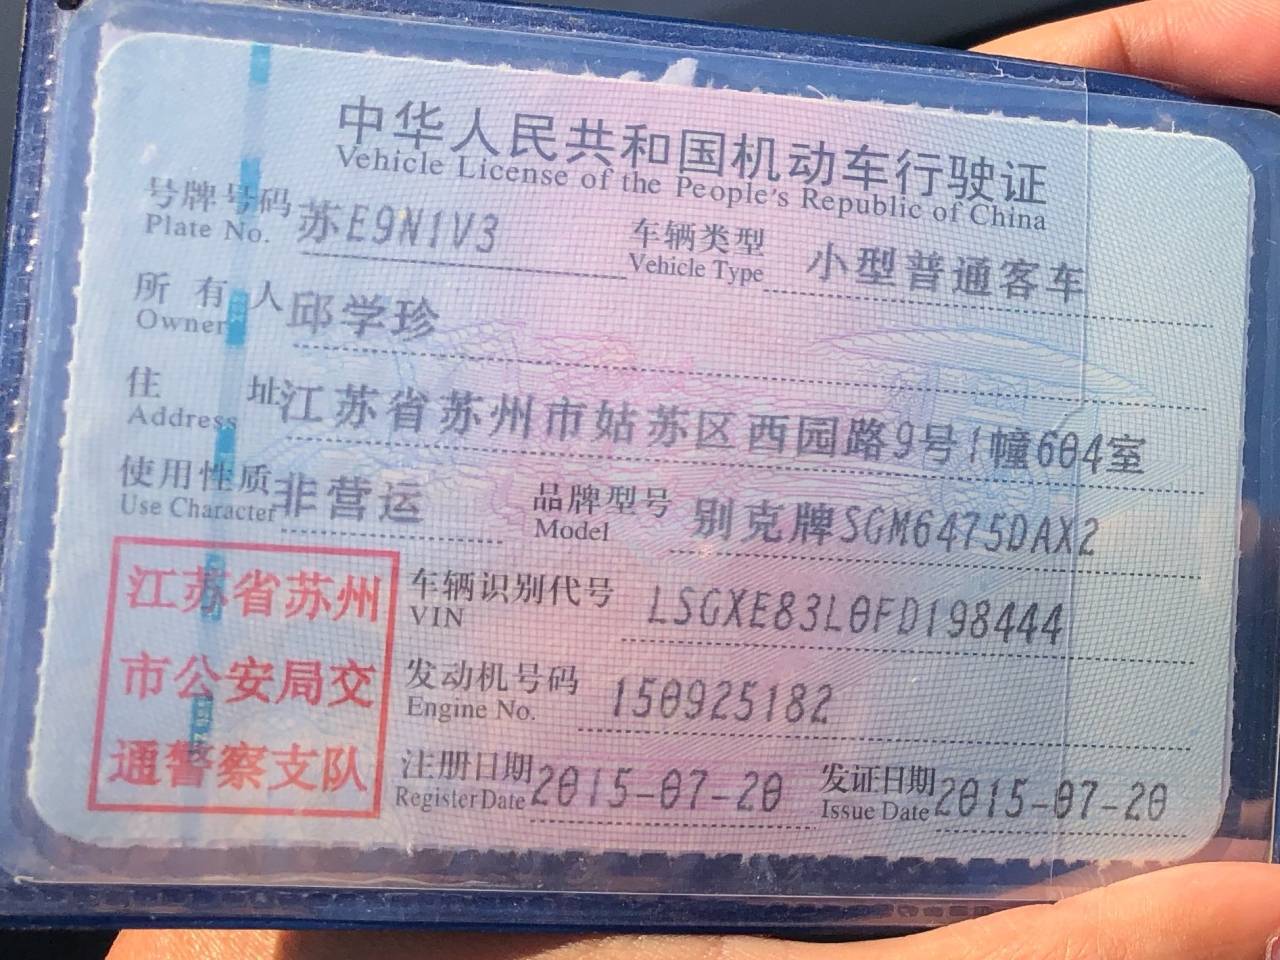 中华人民共和国机动车行驶证
Vehicle License of the People's Republic of China
号牌号码 苏E9N1V3 车辆类型 小型普通客车
Plate No. Vehicle Type
所有人 邱学珍
Owner
住址 江苏省苏州市姑苏区西园路9号1幢604室
Address
使用性质 非营运 品牌型号 别克牌SGM6475DAX2
Use Character Model
江苏省苏州
市公安局交
通警察支队
车辆识别代号 LSGXE83L0FD198444
VIN
发动机号码 150925182
Engine No.
注册日期 2015-07-20 发证日期 2015-07-20
Register Date Issue Date